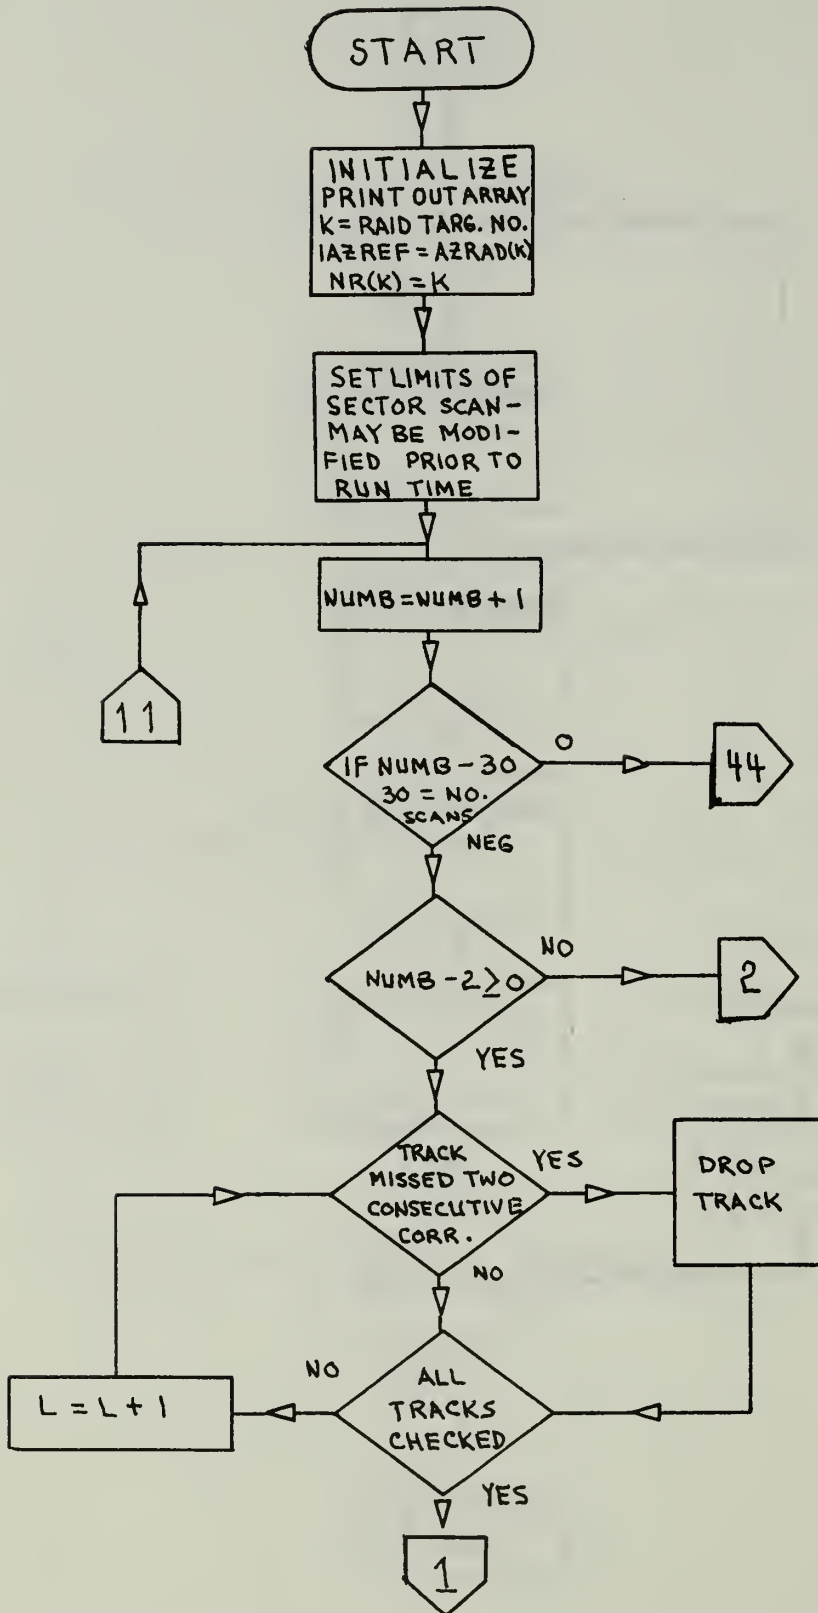 START
INITIALIZE
PRINT OUT ARRAY
K = RAID TARG. NO.
IAZREF = AZRAD(K)
NR(K) = K
SET LIMITS OF
SECTOR SCAN-
MAY BE MODI-
FIED PRIOR TO
RUN TIME
NUMB = NUMB + 1
11
IF NUMB - 30
30 = NO.
SCANS
0
44
NEG
NUMB - 2 ≥ 0
NO
2
YES
TRACK
MISSED TWO
CONSECUTIVE
CORR.
YES
DROP
TRACK
NO
ALL
TRACKS
CHECKED
NO
L = L + 1
YES
1